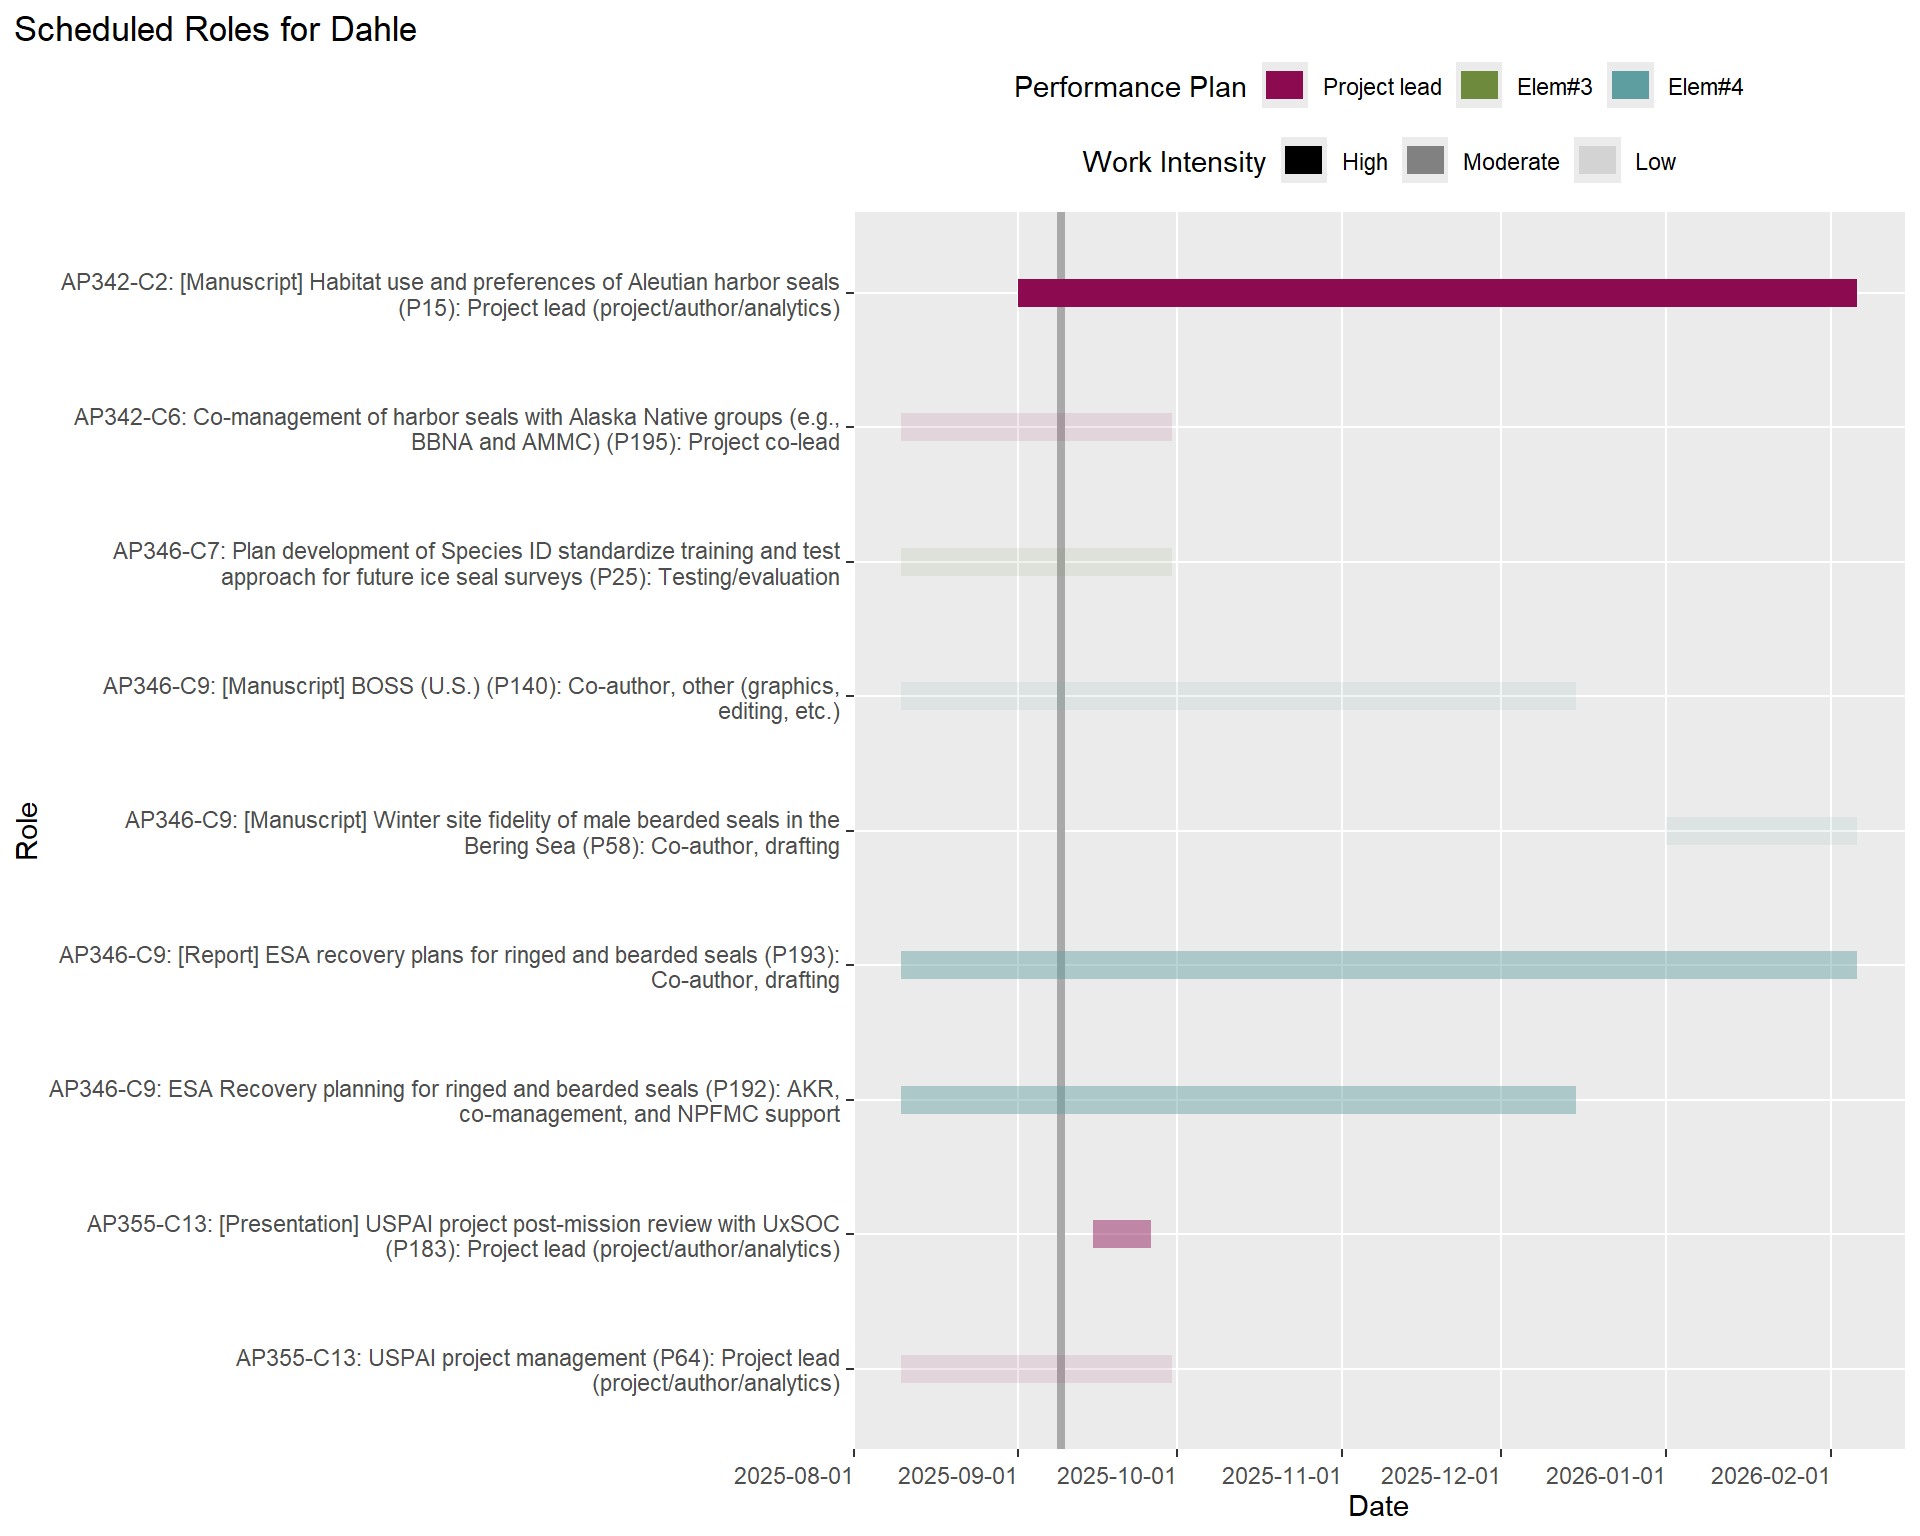 Scheduled Roles for Dahle
Performance Plan Project lead Elem#3 Elem#4
Work Intensity High Moderate Low
AP342-C2: [Manuscript] Habitat use and preferences of Aleutian harbor seals
(P15): Project lead (project/author/analytics)
AP342-C6: Co-management of harbor seals with Alaska Native groups (e.g.,
BBNA and AMMC) (P195): Project co-lead
AP346-C7: Plan development of Species ID standardize training and test
approach for future ice seal surveys (P25): Testing/evaluation
AP346-C9: [Manuscript] BOSS (U.S.) (P140): Co-author, other (graphics,
editing, etc.)
AP346-C9: [Manuscript] Winter site fidelity of male bearded seals in the
Bering Sea (P58): Co-author, drafting
AP346-C9: [Report] ESA recovery plans for ringed and bearded seals (P193):
Co-author, drafting
AP346-C9: ESA Recovery planning for ringed and bearded seals (P192): AKR,
co-management, and NPFMC support
AP355-C13: [Presentation] USPAI project post-mission review with UxSOC
(P183): Project lead (project/author/analytics)
AP355-C13: USPAI project management (P64): Project lead
(project/author/analytics)
Role
2025-08-01 2025-09-01 2025-10-01 2025-11-01 2025-12-01 2026-01-01 2026-02-01
Date